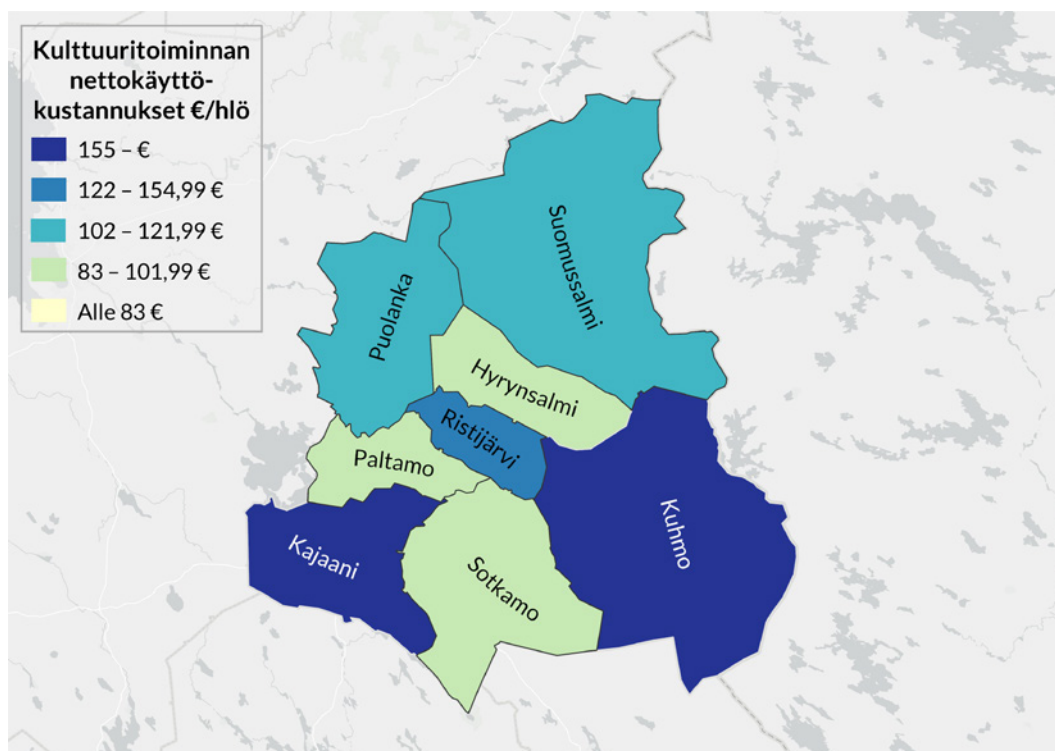 Kulttuuritoiminnan
nettokäyttö-
kustannukset €/hlö
155 – €
122 – 154,99 €
102 – 121,99 €
83 – 101,99 €
Alle 83 €
Suomussalmi
Puolanka
Hyrynsalmi
Ristijärvi
Paltamo
Kuhmo
Kajaani
Sotkamo